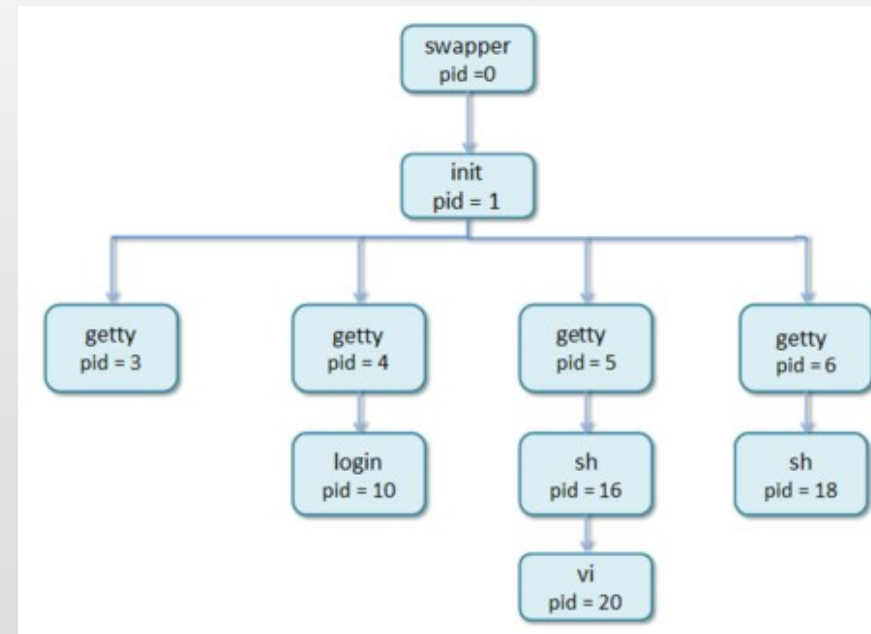 swapper
pid =0
init
pid = 1
getty
pid = 3
getty
pid = 4
getty
pid = 5
getty
pid = 6
login
pid = 10
sh
pid = 16
sh
pid = 18
vi
pid = 20